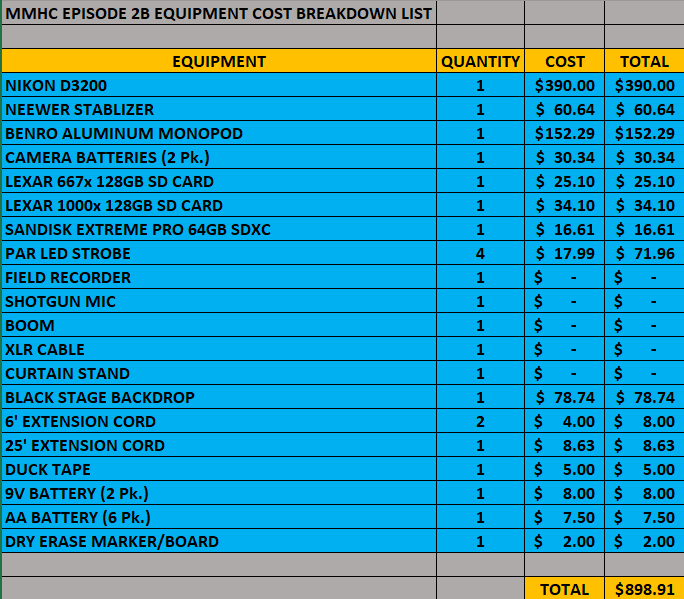 MMHC EPISODE 2B EQUIPMENT COST BREAKDOWN LIST
EQUIPMENT QUANTITY COST TOTAL
NIKON D3200 1 $390.00 $390.00
NEEWER STABLIZER 1 $ 60.64 $ 60.64
BENRO ALUMINUM MONOPOD 1 $152.29 $152.29
CAMERA BATTERIES (2 Pk.) 1 $ 30.34 $ 30.34
LEXAR 667x 128GB SD CARD 1 $ 25.10 $ 25.10
LEXAR 1000x 128GB SD CARD 1 $ 34.10 $ 34.10
SANDISK EXTREME PRO 64GB SDXC 1 $ 16.61 $ 16.61
PAR LED STROBE 4 $ 17.99 $ 71.96
FIELD RECORDER 1 $ - $ -
SHOTGUN MIC 1 $ - $ -
BOOM 1 $ - $ -
XLR CABLE 1 $ - $ -
CURTAIN STAND 1 $ - $ -
BLACK STAGE BACKDROP 1 $ 78.74 $ 78.74
6' EXTENSION CORD 2 $ 4.00 $ 8.00
25' EXTENSION CORD 1 $ 8.63 $ 8.63
DUCK TAPE 1 $ 5.00 $ 5.00
9V BATTERY (2 Pk.) 1 $ 8.00 $ 8.00
AA BATTERY (6 Pk.) 1 $ 7.50 $ 7.50
DRY ERASE MARKER/BOARD 1 $ 2.00 $ 2.00
TOTAL $898.91